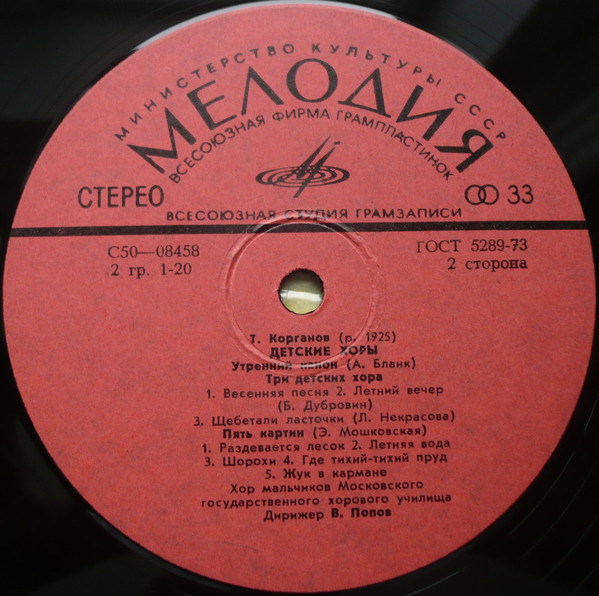 МИНИСТЕРСТВО КУЛЬТУРЫ СССР
МЕЛОДИЯ
ВСЕСОЮЗНАЯ ФИРМА ГРАМПЛАСТИНОК
СТЕРЕО
33
ВСЕСОЮЗНАЯ СТУДИЯ ГРАМЗАПИСИ
С50—08458
ГОСТ 5289-73
2 гр. 1-20
2 сторона
Т. Корганов (р. 1925)
ДЕТСКИЕ ХОРЫ
Утренний канон (А. Бланк)
Три детских хора
1. Весенняя песня 2. Летний вечер
(Б. Дубровин)
3. Щебетали ласточки (Л. Некрасова)
Пять картин (Э. Мошковская)
1. Раздевается лесок 2. Летняя вода
3. Шорохи 4. Где тихий-тихий пруд
5. Жук в кармане
Хор мальчиков Московского
государственного хорового училища
Дирижер В. Попов